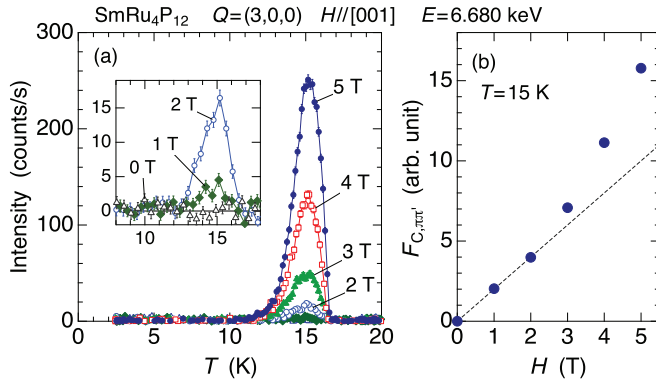 SmRu₄P₁₂ Q=(3,0,0) H//[001] E=6.680 keV
(a)
Intensity (counts/s)
300
200
100
0
0 5 10 15 20
T (K)
5 T
4 T
3 T
2 T
15
10
5
0
10 15
2 T
1 T
0 T
(b)
T=15 K
F_C,ππ' (arb. unit)
15
10
5
0
0 1 2 3 4 5
H (T)